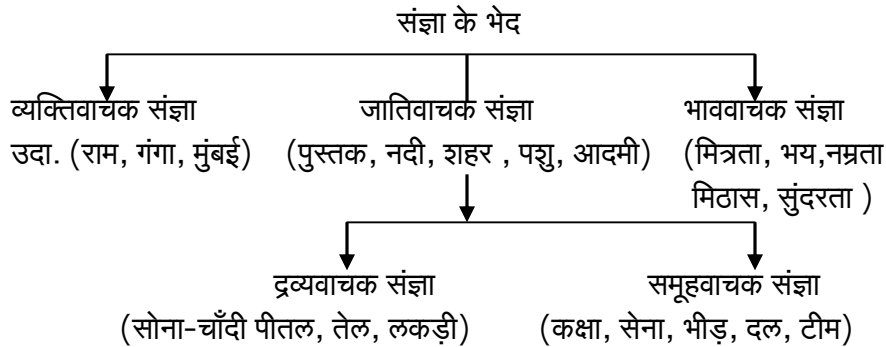 संज्ञा के भेद
व्यक्तिवाचक संज्ञा
उदा. (राम, गंगा, मुंबई)
जातिवाचक संज्ञा
(पुस्तक, नदी, शहर , पशु, आदमी)
भाववाचक संज्ञा
(मित्रता, भय,नम्रता
मिठास, सुंदरता )
द्रव्यवाचक संज्ञा
(सोना-चाँदी पीतल, तेल, लकड़ी)
समूहवाचक संज्ञा
(कक्षा, सेना, भीड़, दल, टीम)